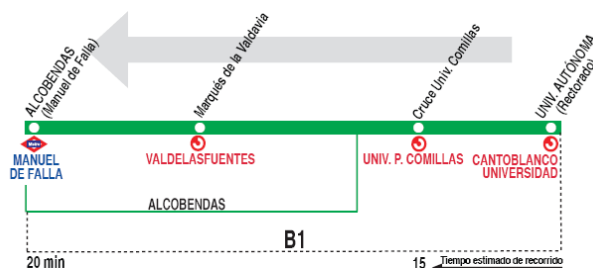 ALCOBENDAS
(Manuel de Falla)
Marqués de la Valdavia
Cruce Univ. Comillas
UNIV. AUTÓNOMA
(Rectorado)
Metro
MANUEL
DE FALLA
VALDELASFUENTES
UNIV. P. COMILLAS
CANTOBLANCO
UNIVERSIDAD
ALCOBENDAS
B1
20 min
15
Tiempo estimado de recorrido